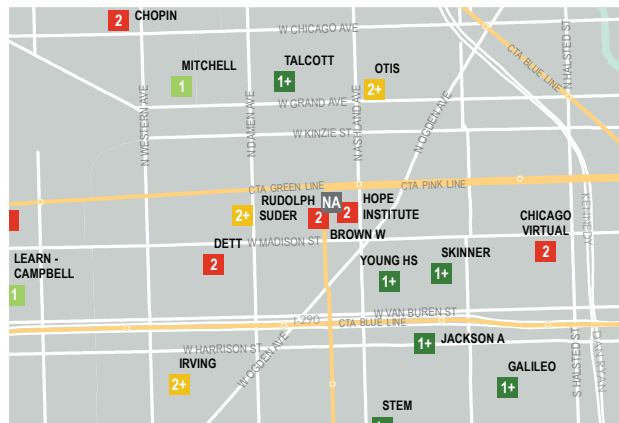 CHOPIN
2
W CHICAGO AVE
N HALSTED ST
CTA BLUE LINE
MITCHELL
1
TALCOTT
1+
OTIS
2+
N WESTERN AVE
N DAMEN AVE
N ASHLAND AVE
N OGDEN AVE
W GRAND AVE
W KINZIE ST
CTA GREEN LINE
CTA PINK LINE
RUDOLPH
NA
HOPE
INSTITUTE
2
2
SUDER
2+
BROWN W
KENNEDY
CHICAGO
VIRTUAL
2
DETT
2
W MADISON ST
LEARN -
CAMPBELL
1
YOUNG HS
1+
SKINNER
1+
I-290
CTA BLUE LINE
W VAN BUREN ST
W HARRISON ST
W OGDEN AVE
JACKSON A
1+
S HALSTED ST
DAN RYAN
IRVING
2+
GALILEO
1+
STEM
1+